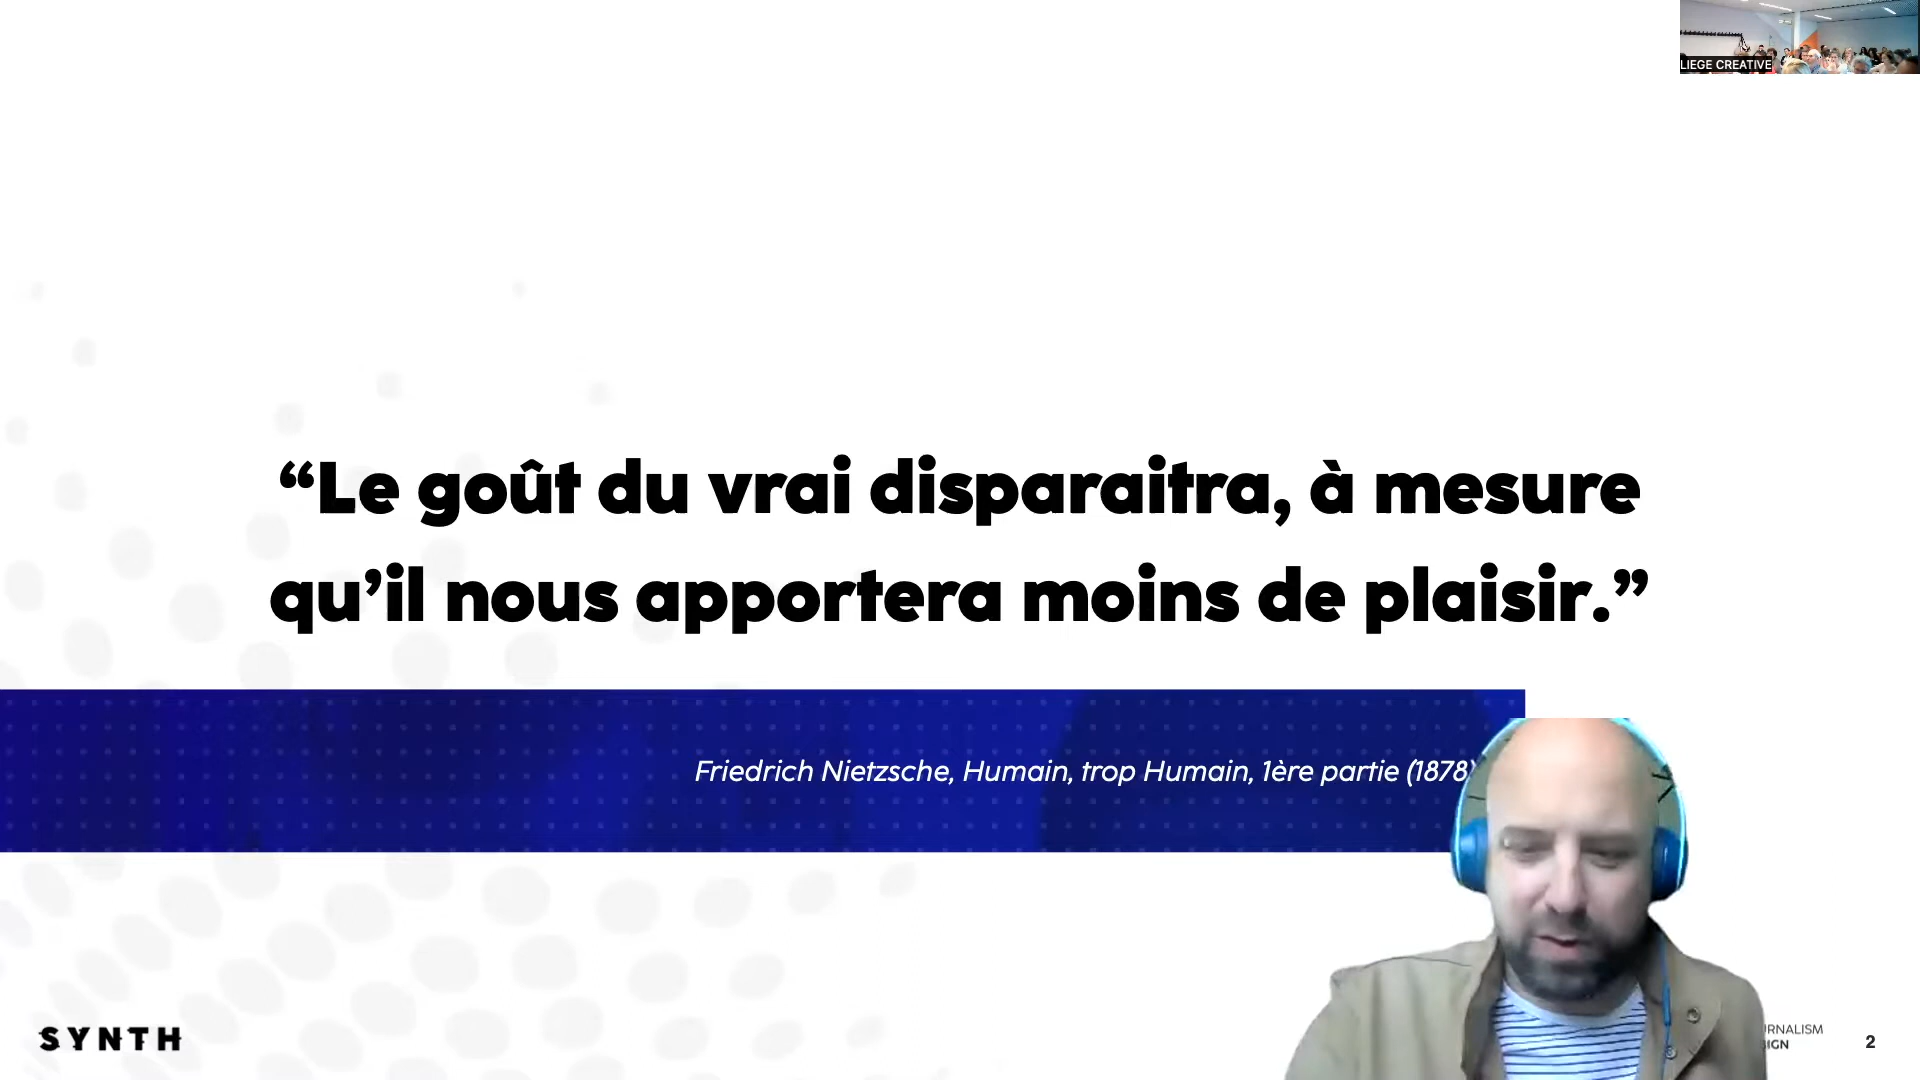 LIEGE CREATIVE
“Le goût du vrai disparaitra, à mesure
qu’il nous apportera moins de plaisir.”
Friedrich Nietzsche, Humain, trop Humain, 1ère partie (1878)
SYNTH
2